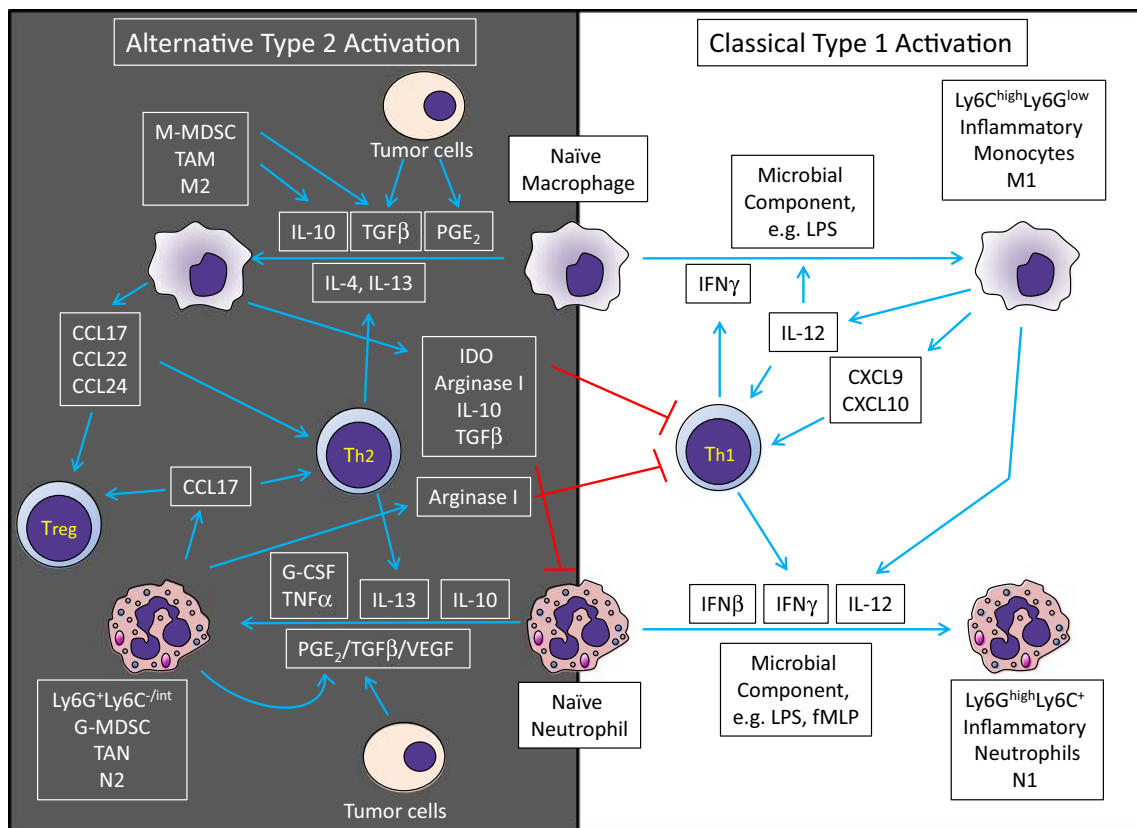 Alternative Type 2 Activation
Classical Type 1 Activation
M-MDSC
TAM
M2
Tumor cells
Naïve
Macrophage
Microbial
Component,
e.g. LPS
Ly6C^high Ly6G^low
Inflammatory
Monocytes
M1
IL-10
TGFβ
PGE₂
IL-4, IL-13
IFNγ
IL-12
CCL17
CCL22
CCL24
IDO
Arginase I
IL-10
TGFβ
CXCL9
CXCL10
Th2
Th1
CCL17
Arginase I
Treg
G-CSF
TNFα
IL-13
IL-10
IFNβ
IFNγ
IL-12
PGE₂/TGFβ/VEGF
Ly6G⁺Ly6C^-/int
G-MDSC
TAN
N2
Tumor cells
Naïve
Neutrophil
Microbial
Component,
e.g. LPS, fMLP
Ly6G^high Ly6C⁺
Inflammatory
Neutrophils
N1